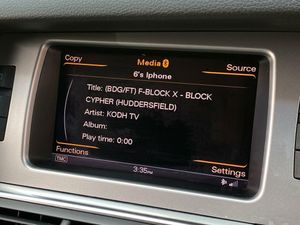 Copy Media Source
6's Iphone
Title: (BDG/FT) F-BLOCK X - BLOCK
CYPHER (HUDDERSFIELD)
Artist: KODH TV
Album:
Play time: 0:00
Functions Settings
TMC 3:35PM